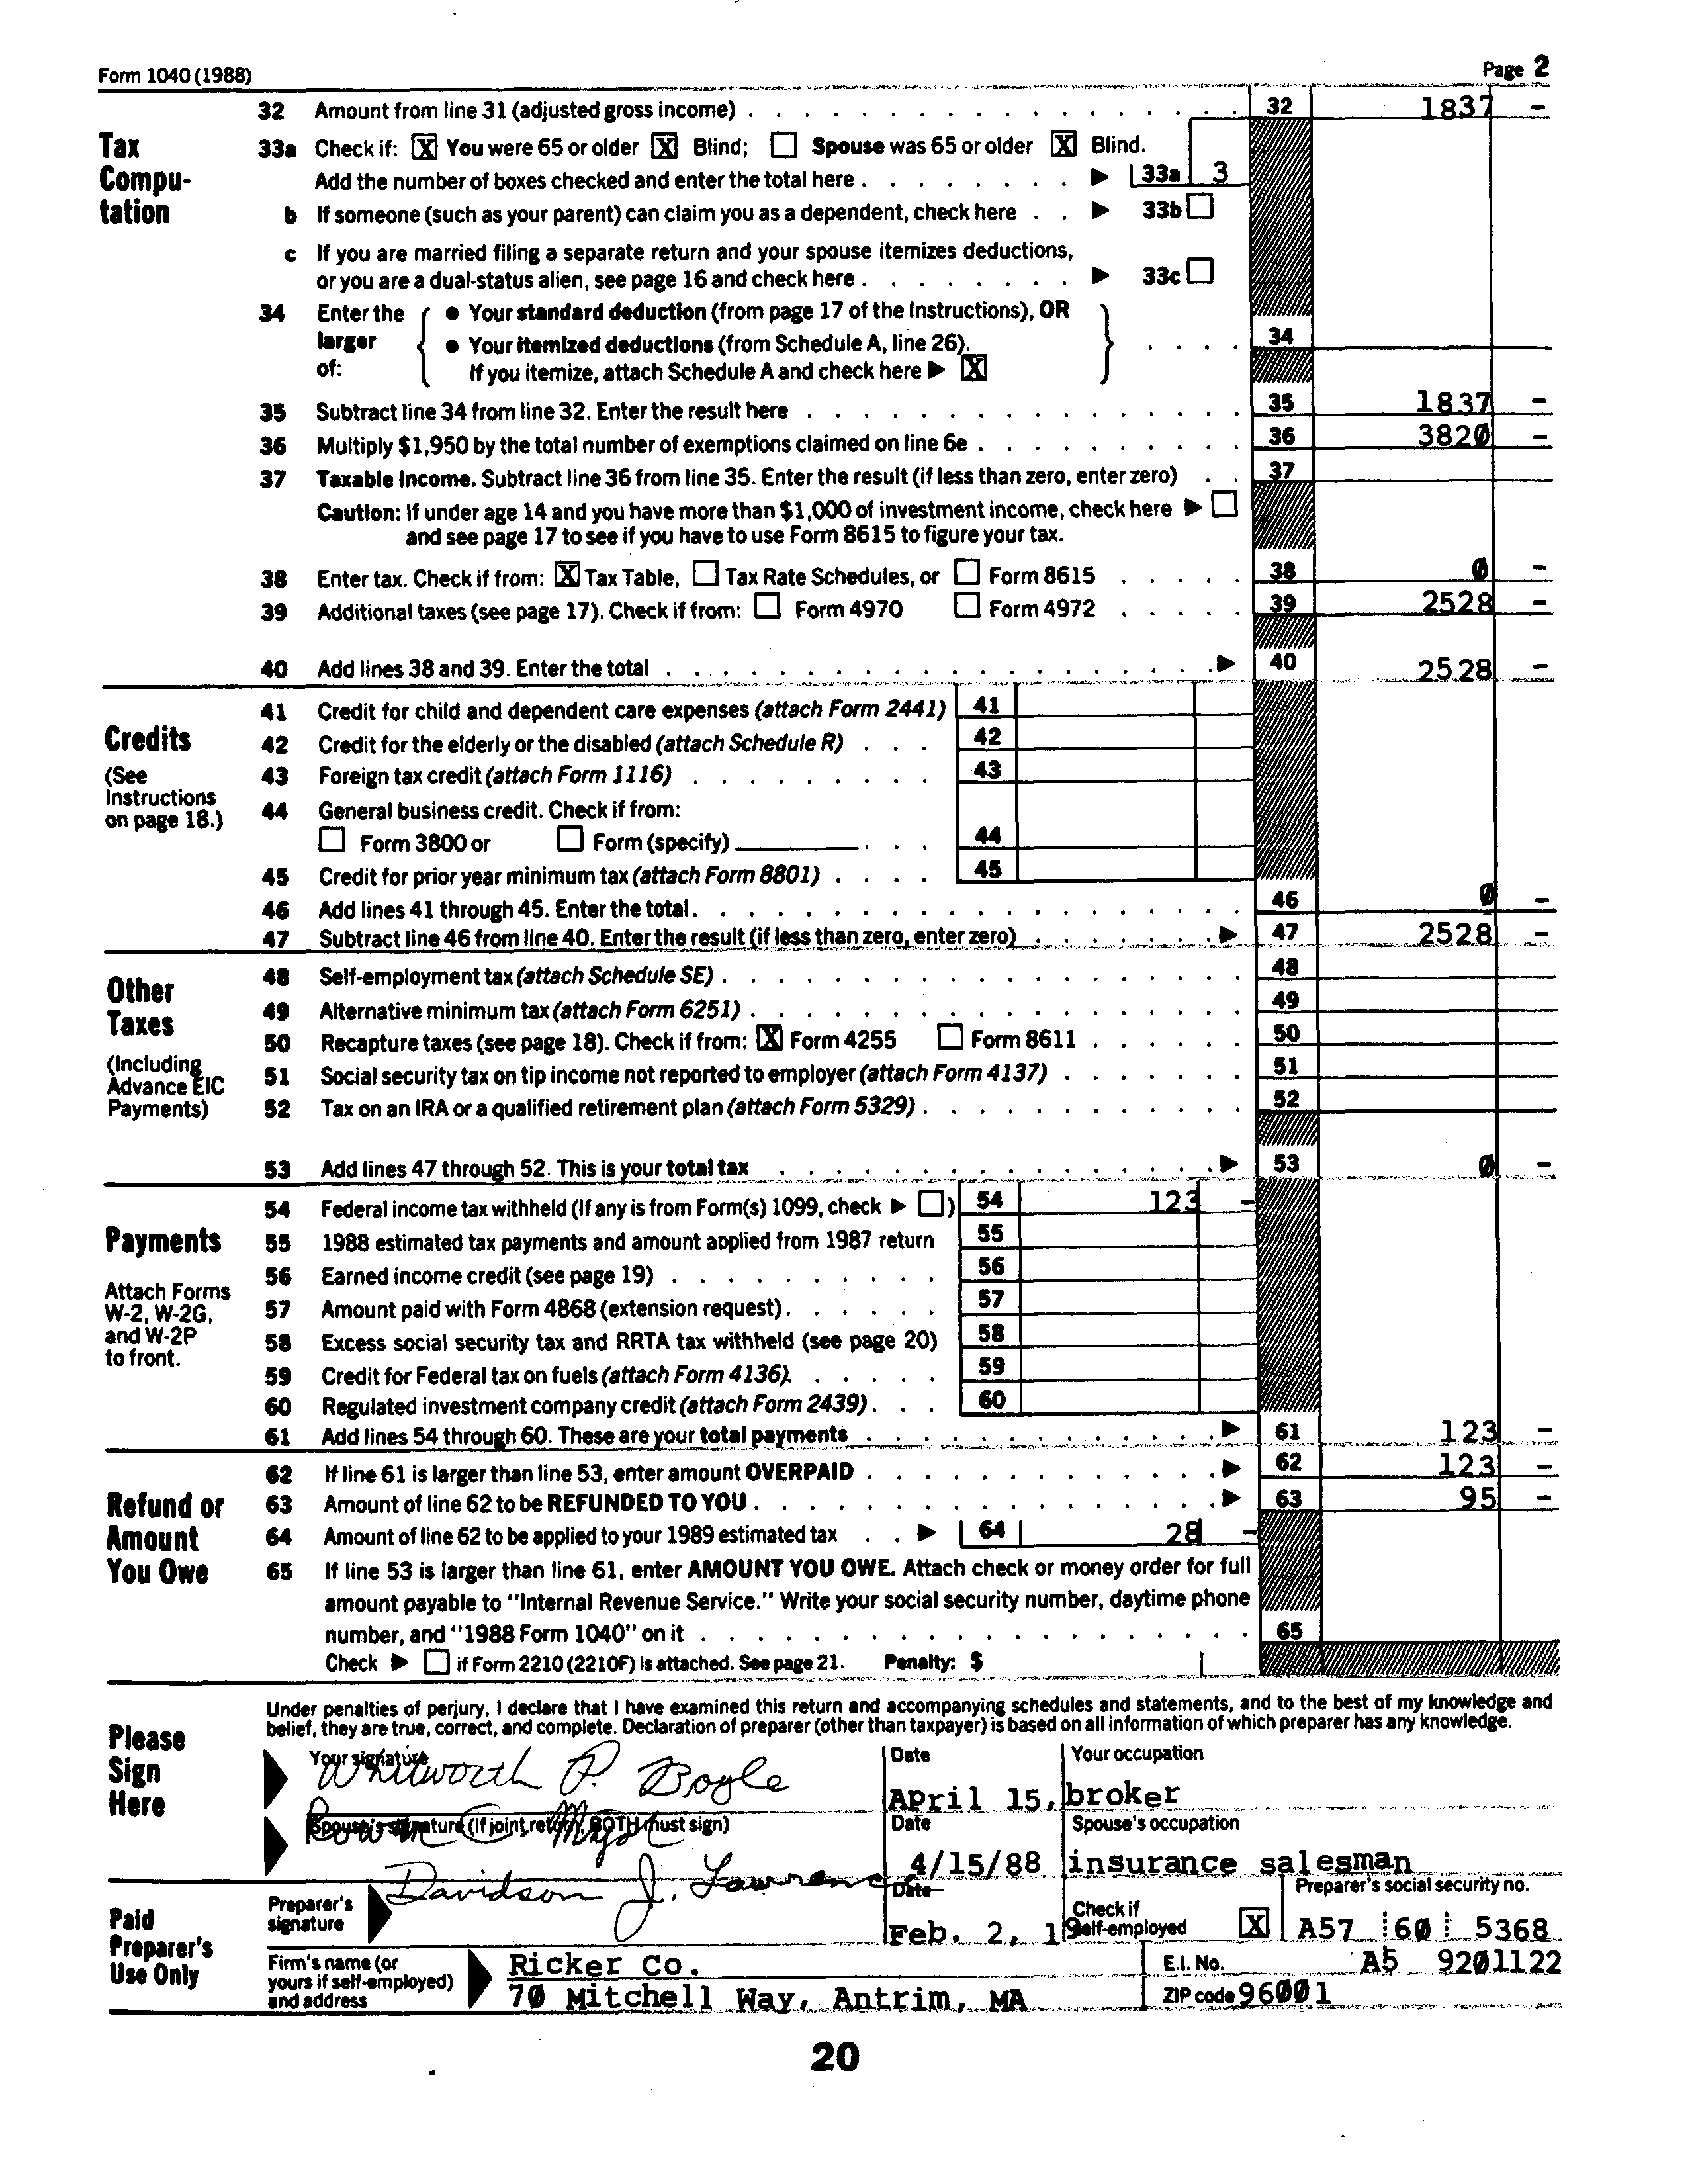 Form 1040 (1988) Page 2
32 Amount from line 31 (adjusted gross income) . . . 32 1837 –
Tax Compu-tation
33a Check if: [X] You were 65 or older [X] Blind; [ ] Spouse was 65 or older [X] Blind.
Add the number of boxes checked and enter the total here . . . ▶ 33a 3
b If someone (such as your parent) can claim you as a dependent, check here . . ▶ 33b [ ]
c If you are married filing a separate return and your spouse itemizes deductions,
or you are a dual-status alien, see page 16 and check here . . . ▶ 33c [ ]
34 Enter the larger of: { ● Your standard deduction (from page 17 of the Instructions), OR
● Your itemized deductions (from Schedule A, line 26). } . . . . 34
If you itemize, attach Schedule A and check here ▶ [X]
35 Subtract line 34 from line 32. Enter the result here . . . 35 1837 –
36 Multiply $1,950 by the total number of exemptions claimed on line 6e . . . 36 3820 –
37 Taxable income. Subtract line 36 from line 35. Enter the result (if less than zero, enter zero) . . 37
Caution: If under age 14 and you have more than $1,000 of investment income, check here ▶ [ ]
and see page 17 to see if you have to use Form 8615 to figure your tax.
38 Enter tax. Check if from: [X] Tax Table, [ ] Tax Rate Schedules, or [ ] Form 8615 . . . 38 0 –
39 Additional taxes (see page 17). Check if from: [ ] Form 4970 [ ] Form 4972 . . . 39 2528 –
40 Add lines 38 and 39. Enter the total . . . ▶ 40 2528 –
Credits
(See Instructions on page 18.)
41 Credit for child and dependent care expenses (attach Form 2441) 41
42 Credit for the elderly or the disabled (attach Schedule R) . . . 42
43 Foreign tax credit (attach Form 1116) . . . 43
44 General business credit. Check if from:
[ ] Form 3800 or [ ] Form (specify) . . . 44
45 Credit for prior year minimum tax (attach Form 8801) . . . . 45
46 Add lines 41 through 45. Enter the total . . . 46 0 –
47 Subtract line 46 from line 40. Enter the result (if less than zero, enter zero) . . . ▶ 47 2528 –
Other Taxes
(Including Advance EIC Payments)
48 Self-employment tax (attach Schedule SE) . . . 48
49 Alternative minimum tax (attach Form 6251) . . . 49
50 Recapture taxes (see page 18). Check if from: [X] Form 4255 [ ] Form 8611 . . . 50
51 Social security tax on tip income not reported to employer (attach Form 4137) . . . 51
52 Tax on an IRA or a qualified retirement plan (attach Form 5329) . . . 52
53 Add lines 47 through 52. This is your total tax . . . ▶ 53 0 –
Payments
Attach Forms W-2, W-2G, and W-2P to front.
54 Federal income tax withheld (If any is from Form(s) 1099, check ▶ [ ] ) 54 123 –
55 1988 estimated tax payments and amount applied from 1987 return 55
56 Earned income credit (see page 19) . . . 56
57 Amount paid with Form 4868 (extension request) . . . 57
58 Excess social security tax and RRTA tax withheld (see page 20) 58
59 Credit for Federal tax on fuels (attach Form 4136). . . . 59
60 Regulated investment company credit (attach Form 2439) . . . 60
61 Add lines 54 through 60. These are your total payments . . . ▶ 61 123 –
Refund or Amount You Owe
62 If line 61 is larger than line 53, enter amount OVERPAID . . . ▶ 62 123 –
63 Amount of line 62 to be REFUNDED TO YOU . . . ▶ 63 95 –
64 Amount of line 62 to be applied to your 1989 estimated tax . . ▶ 64 28 –
65 If line 53 is larger than line 61, enter AMOUNT YOU OWE. Attach check or money order for full
amount payable to "Internal Revenue Service." Write your social security number, daytime phone
number, and "1988 Form 1040" on it . . . 65
Check ▶ [ ] if Form 2210 (2210F) is attached. See page 21. Penalty: $
Please Sign Here
Under penalties of perjury, I declare that I have examined this return and accompanying schedules and statements, and to the best of my knowledge and
belief, they are true, correct, and complete. Declaration of preparer (other than taxpayer) is based on all information of which preparer has any knowledge.
Your signature Date Your occupation
Whitworth P. Boyle April 15, broker
Spouse's signature (if joint return, BOTH must sign) Date Spouse's occupation
4/15/88 insurance salesman
Paid Preparer's Use Only
Preparer's signature Davidson J. Lawrence Date Feb. 2, 19 Check if self-employed [X] Preparer's social security no. A57 60 5368
Firm's name (or yours if self-employed) and address
Ricker Co. E.I. No. A5 9201122
70 Mitchell Way, Antrim, MA ZIP code 96001
20